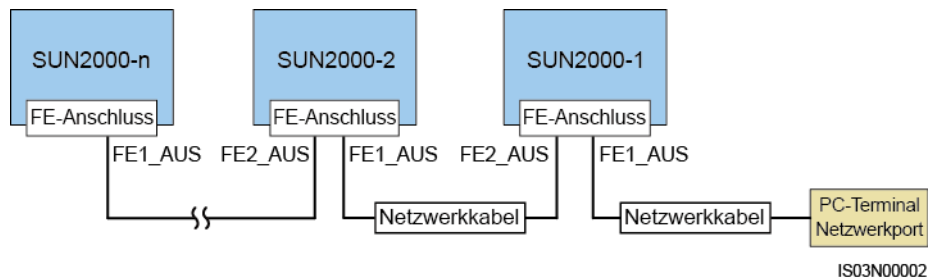 SUN2000-n
SUN2000-2
SUN2000-1
FE-Anschluss
FE-Anschluss
FE-Anschluss
FE1_AUS
FE2_AUS
FE1_AUS
FE2_AUS
FE1_AUS
Netzwerkkabel
Netzwerkkabel
PC-Terminal
Netzwerkport
IS03N00002